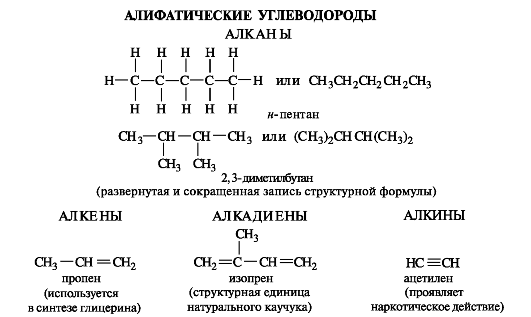 АЛИФАТИЧЕСКИЕ УГЛЕВОДОРОДЫ
АЛКАНЫ
H H H H H
H—C—C—C—C—C—H или CH₃CH₂CH₂CH₂CH₃
H H H H H
н-пентан
CH₃—CH—CH—CH₃ или (CH₃)₂CHCH(CH₃)₂
CH₃ CH₃
2,3-диметилбутан
(развернутая и сокращенная запись структурной формулы)
АЛКЕНЫ АЛКАДИЕНЫ АЛКИНЫ
CH₃
CH₃—CH=CH₂ CH₂=C—CH=CH₂ HC≡CH
пропен изопрен ацетилен
(используется (структурная единица (проявляет
в синтезе глицерина) натурального каучука) наркотическое действие)